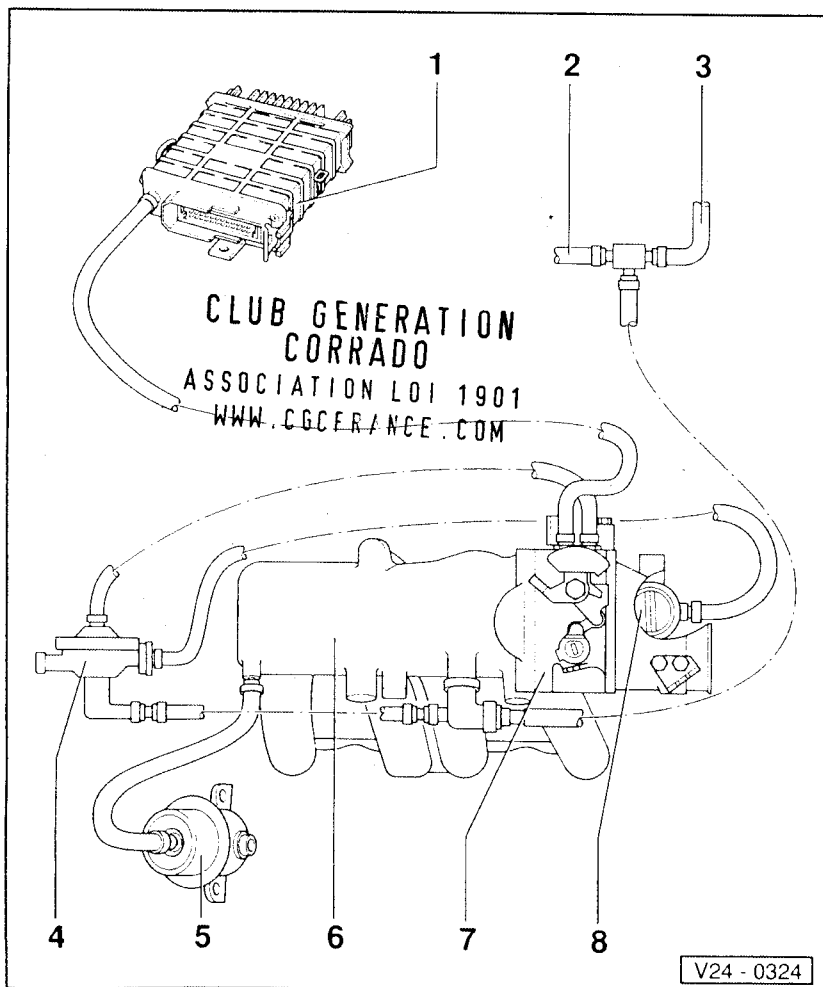 1 2 3
CLUB GENERATION
CORRADO
ASSOCIATION LOI 1901
WWW.CGCFRANCE.COM
4 5 6 7 8
V24 - 0324